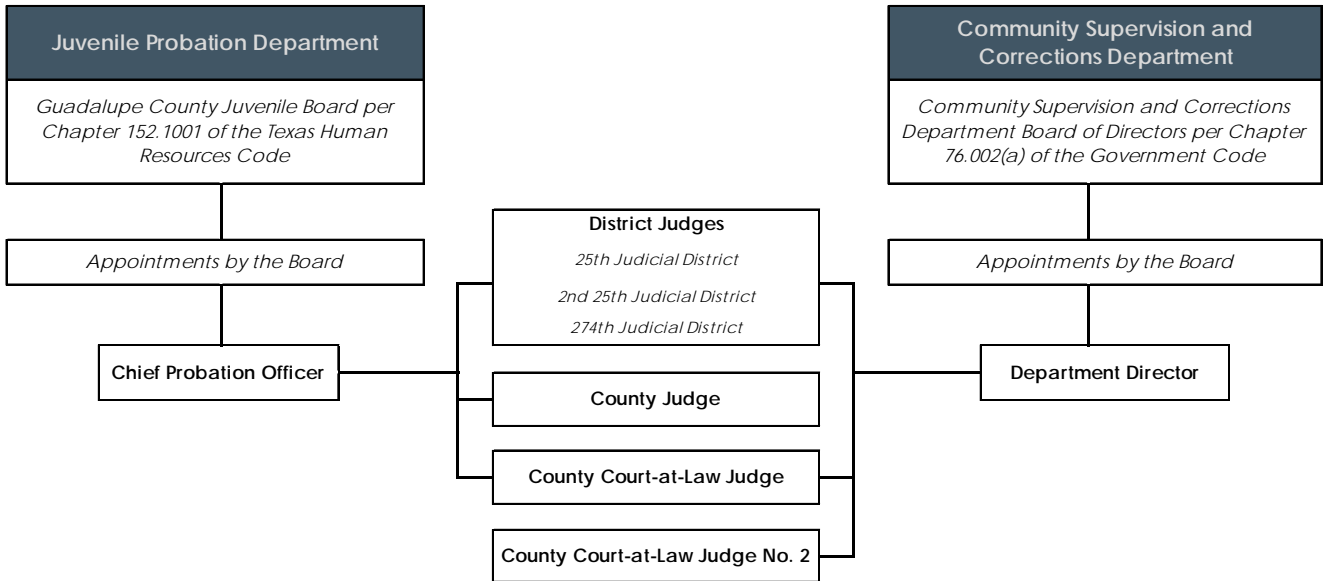 Juvenile Probation Department
Guadalupe County Juvenile Board per
Chapter 152.1001 of the Texas Human
Resources Code
Appointments by the Board
Chief Probation Officer
District Judges
25th Judicial District
2nd 25th Judicial District
274th Judicial District
County Judge
County Court-at-Law Judge
County Court-at-Law Judge No. 2
Community Supervision and
Corrections Department
Community Supervision and Corrections
Department Board of Directors per Chapter
76.002(a) of the Government Code
Appointments by the Board
Department Director